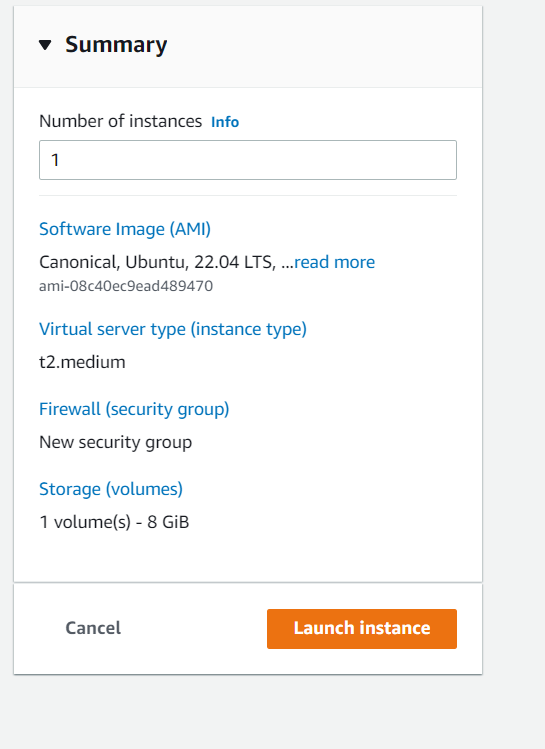 Summary
Number of instances Info
1
Software Image (AMI)
Canonical, Ubuntu, 22.04 LTS, ...read more
ami-08c40ec9ead489470
Virtual server type (instance type)
t2.medium
Firewall (security group)
New security group
Storage (volumes)
1 volume(s) - 8 GiB
Cancel Launch instance